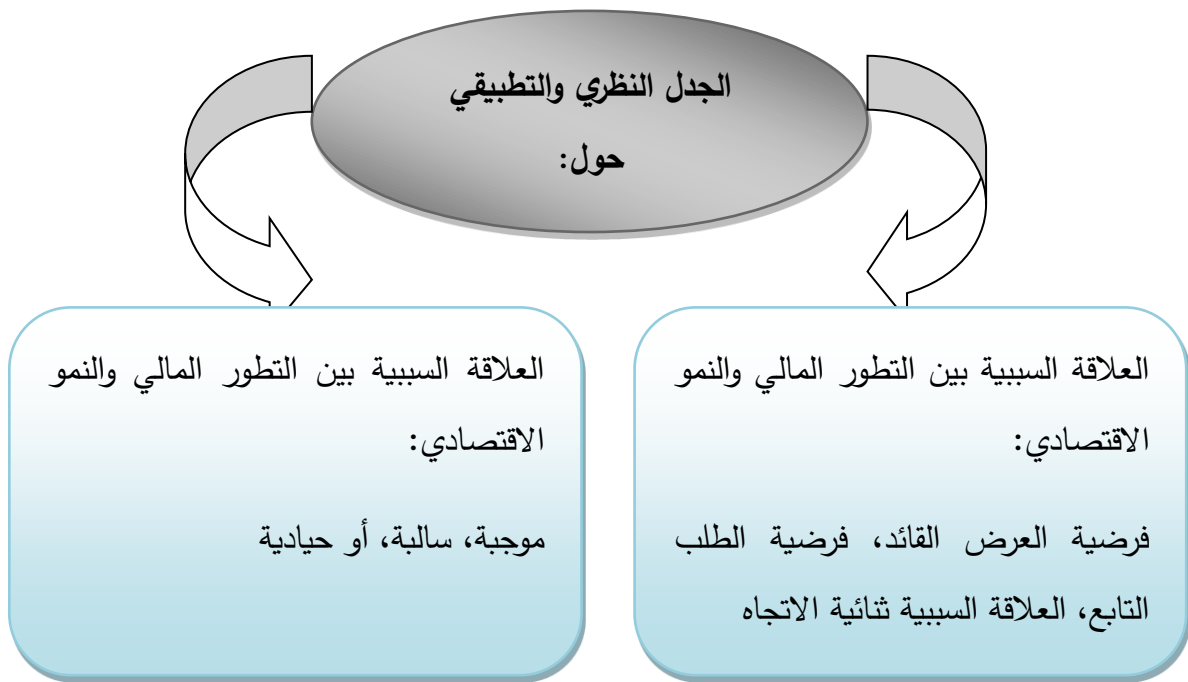 الجدل النظري والتطبيقي
حول:
العلاقة السببية بين التطور المالي والنمو
الاقتصادي:
فرضية العرض القائد، فرضية الطلب
التابع، العلاقة السببية ثنائية الاتجاه
العلاقة السببية بين التطور المالي والنمو
الاقتصادي:
موجبة، سالبة، أو حيادية